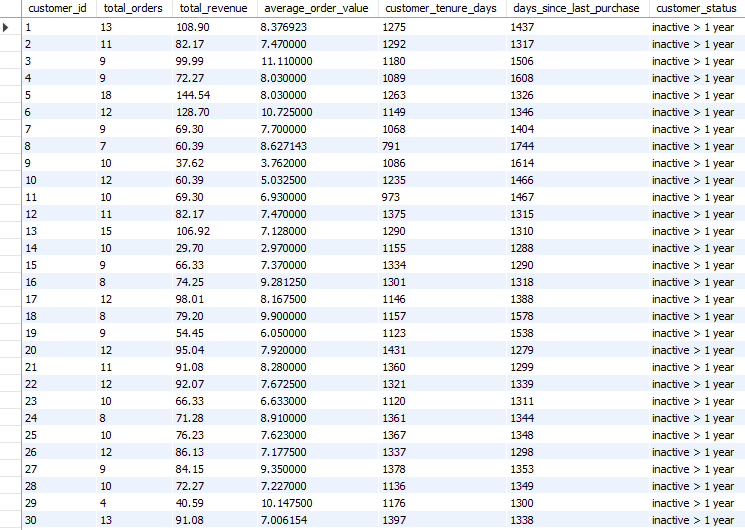 customer_id total_orders total_revenue average_order_value customer_tenure_days days_since_last_purchase customer_status
1 13 108.90 8.376923 1275 1437 inactive > 1 year
2 11 82.17 7.470000 1292 1317 inactive > 1 year
3 9 99.99 11.110000 1180 1506 inactive > 1 year
4 9 72.27 8.030000 1089 1608 inactive > 1 year
5 18 144.54 8.030000 1263 1326 inactive > 1 year
6 12 128.70 10.725000 1149 1346 inactive > 1 year
7 9 69.30 7.700000 1068 1404 inactive > 1 year
8 7 60.39 8.627143 791 1744 inactive > 1 year
9 10 37.62 3.762000 1086 1614 inactive > 1 year
10 12 60.39 5.032500 1235 1466 inactive > 1 year
11 10 69.30 6.930000 973 1467 inactive > 1 year
12 11 82.17 7.470000 1375 1315 inactive > 1 year
13 15 106.92 7.128000 1290 1310 inactive > 1 year
14 10 29.70 2.970000 1155 1288 inactive > 1 year
15 9 66.33 7.370000 1334 1290 inactive > 1 year
16 8 74.25 9.281250 1301 1318 inactive > 1 year
17 12 98.01 8.167500 1146 1388 inactive > 1 year
18 8 79.20 9.900000 1157 1578 inactive > 1 year
19 9 54.45 6.050000 1123 1538 inactive > 1 year
20 12 95.04 7.920000 1431 1279 inactive > 1 year
21 11 91.08 8.280000 1360 1299 inactive > 1 year
22 12 92.07 7.672500 1321 1339 inactive > 1 year
23 10 66.33 6.633000 1120 1311 inactive > 1 year
24 8 71.28 8.910000 1361 1344 inactive > 1 year
25 10 76.23 7.623000 1367 1348 inactive > 1 year
26 12 86.13 7.177500 1337 1298 inactive > 1 year
27 9 84.15 9.350000 1378 1353 inactive > 1 year
28 10 72.27 7.227000 1136 1349 inactive > 1 year
29 4 40.59 10.147500 1176 1300 inactive > 1 year
30 13 91.08 7.006154 1397 1338 inactive > 1 year